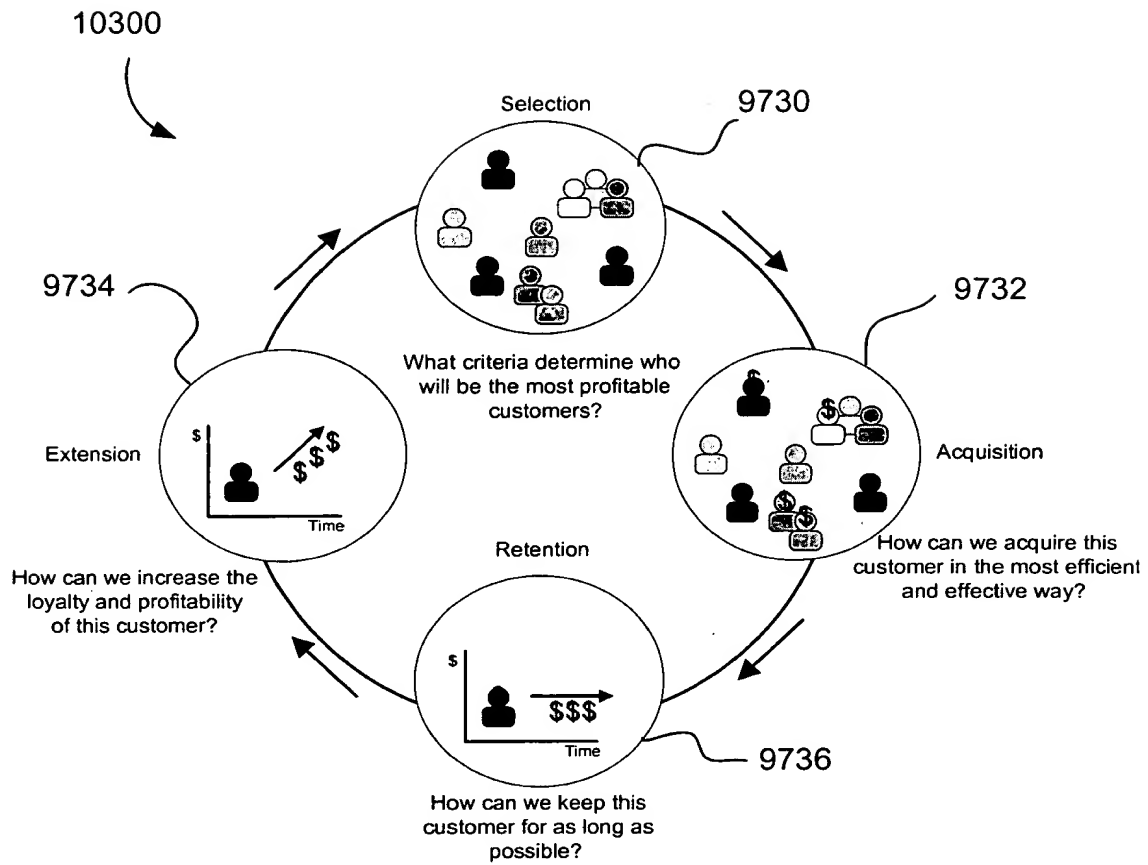 10300
Selection
9730
What criteria determine who
will be the most profitable
customers?
9732
$
$
$
$
Acquisition
How can we acquire this
customer in the most efficient
and effective way?
Retention
$
$$$
Time
9736
How can we keep this
customer for as long as
possible?
9734
Extension
$
$$$
Time
How can we increase the
loyalty and profitability
of this customer?